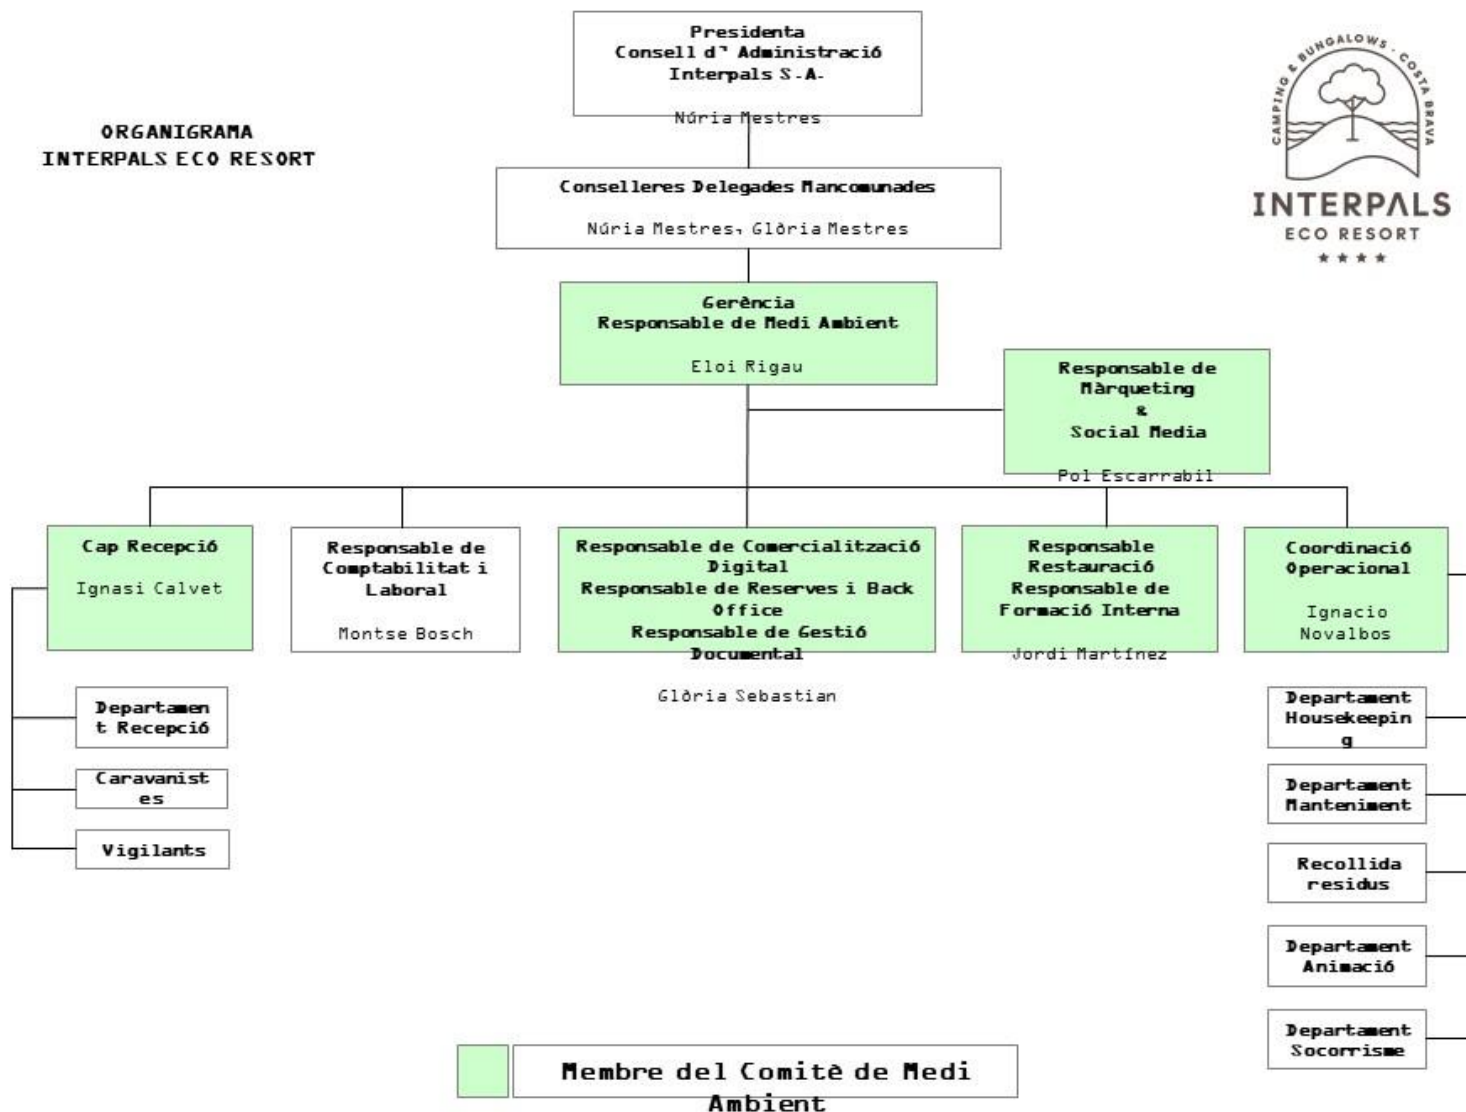 Presidenta
Consell d’ Administració
Interpals S.A.
Núria Mestres
ORGANIGRAMA
INTERPALS ECO RESORT
CAMPING & BUNGALOWS · COSTA BRAVA
INTERPALS
ECO RESORT
★★★★
Conselleres Delegades Mancomunades
Núria Mestres, Glòria Mestres
Gerència
Responsable de Medi Ambient
Eloi Rigau
Responsable de
Màrqueting
&
Social Media
Pol Escarrabil
Cap Recepció
Ignasi Calvet
Responsable de
Comptabilitat i
Laboral
Montse Bosch
Responsable de Comercialització
Digital
Responsable de Reserves i Back
Office
Responsable de Gestió
Documental
Glòria Sebastian
Responsable
Restauració
Responsable de
Formació Interna
Jordi Martínez
Coordinació
Operacional
Ignacio
Novalbos
Departamen
t Recepció
Caravanist
es
Vigilants
Departament
Housekeepin
g
Departament
Manteniment
Recollida
residus
Departament
Animació
Departament
Socorrisme
Membre del Comitè de Medi
Ambient